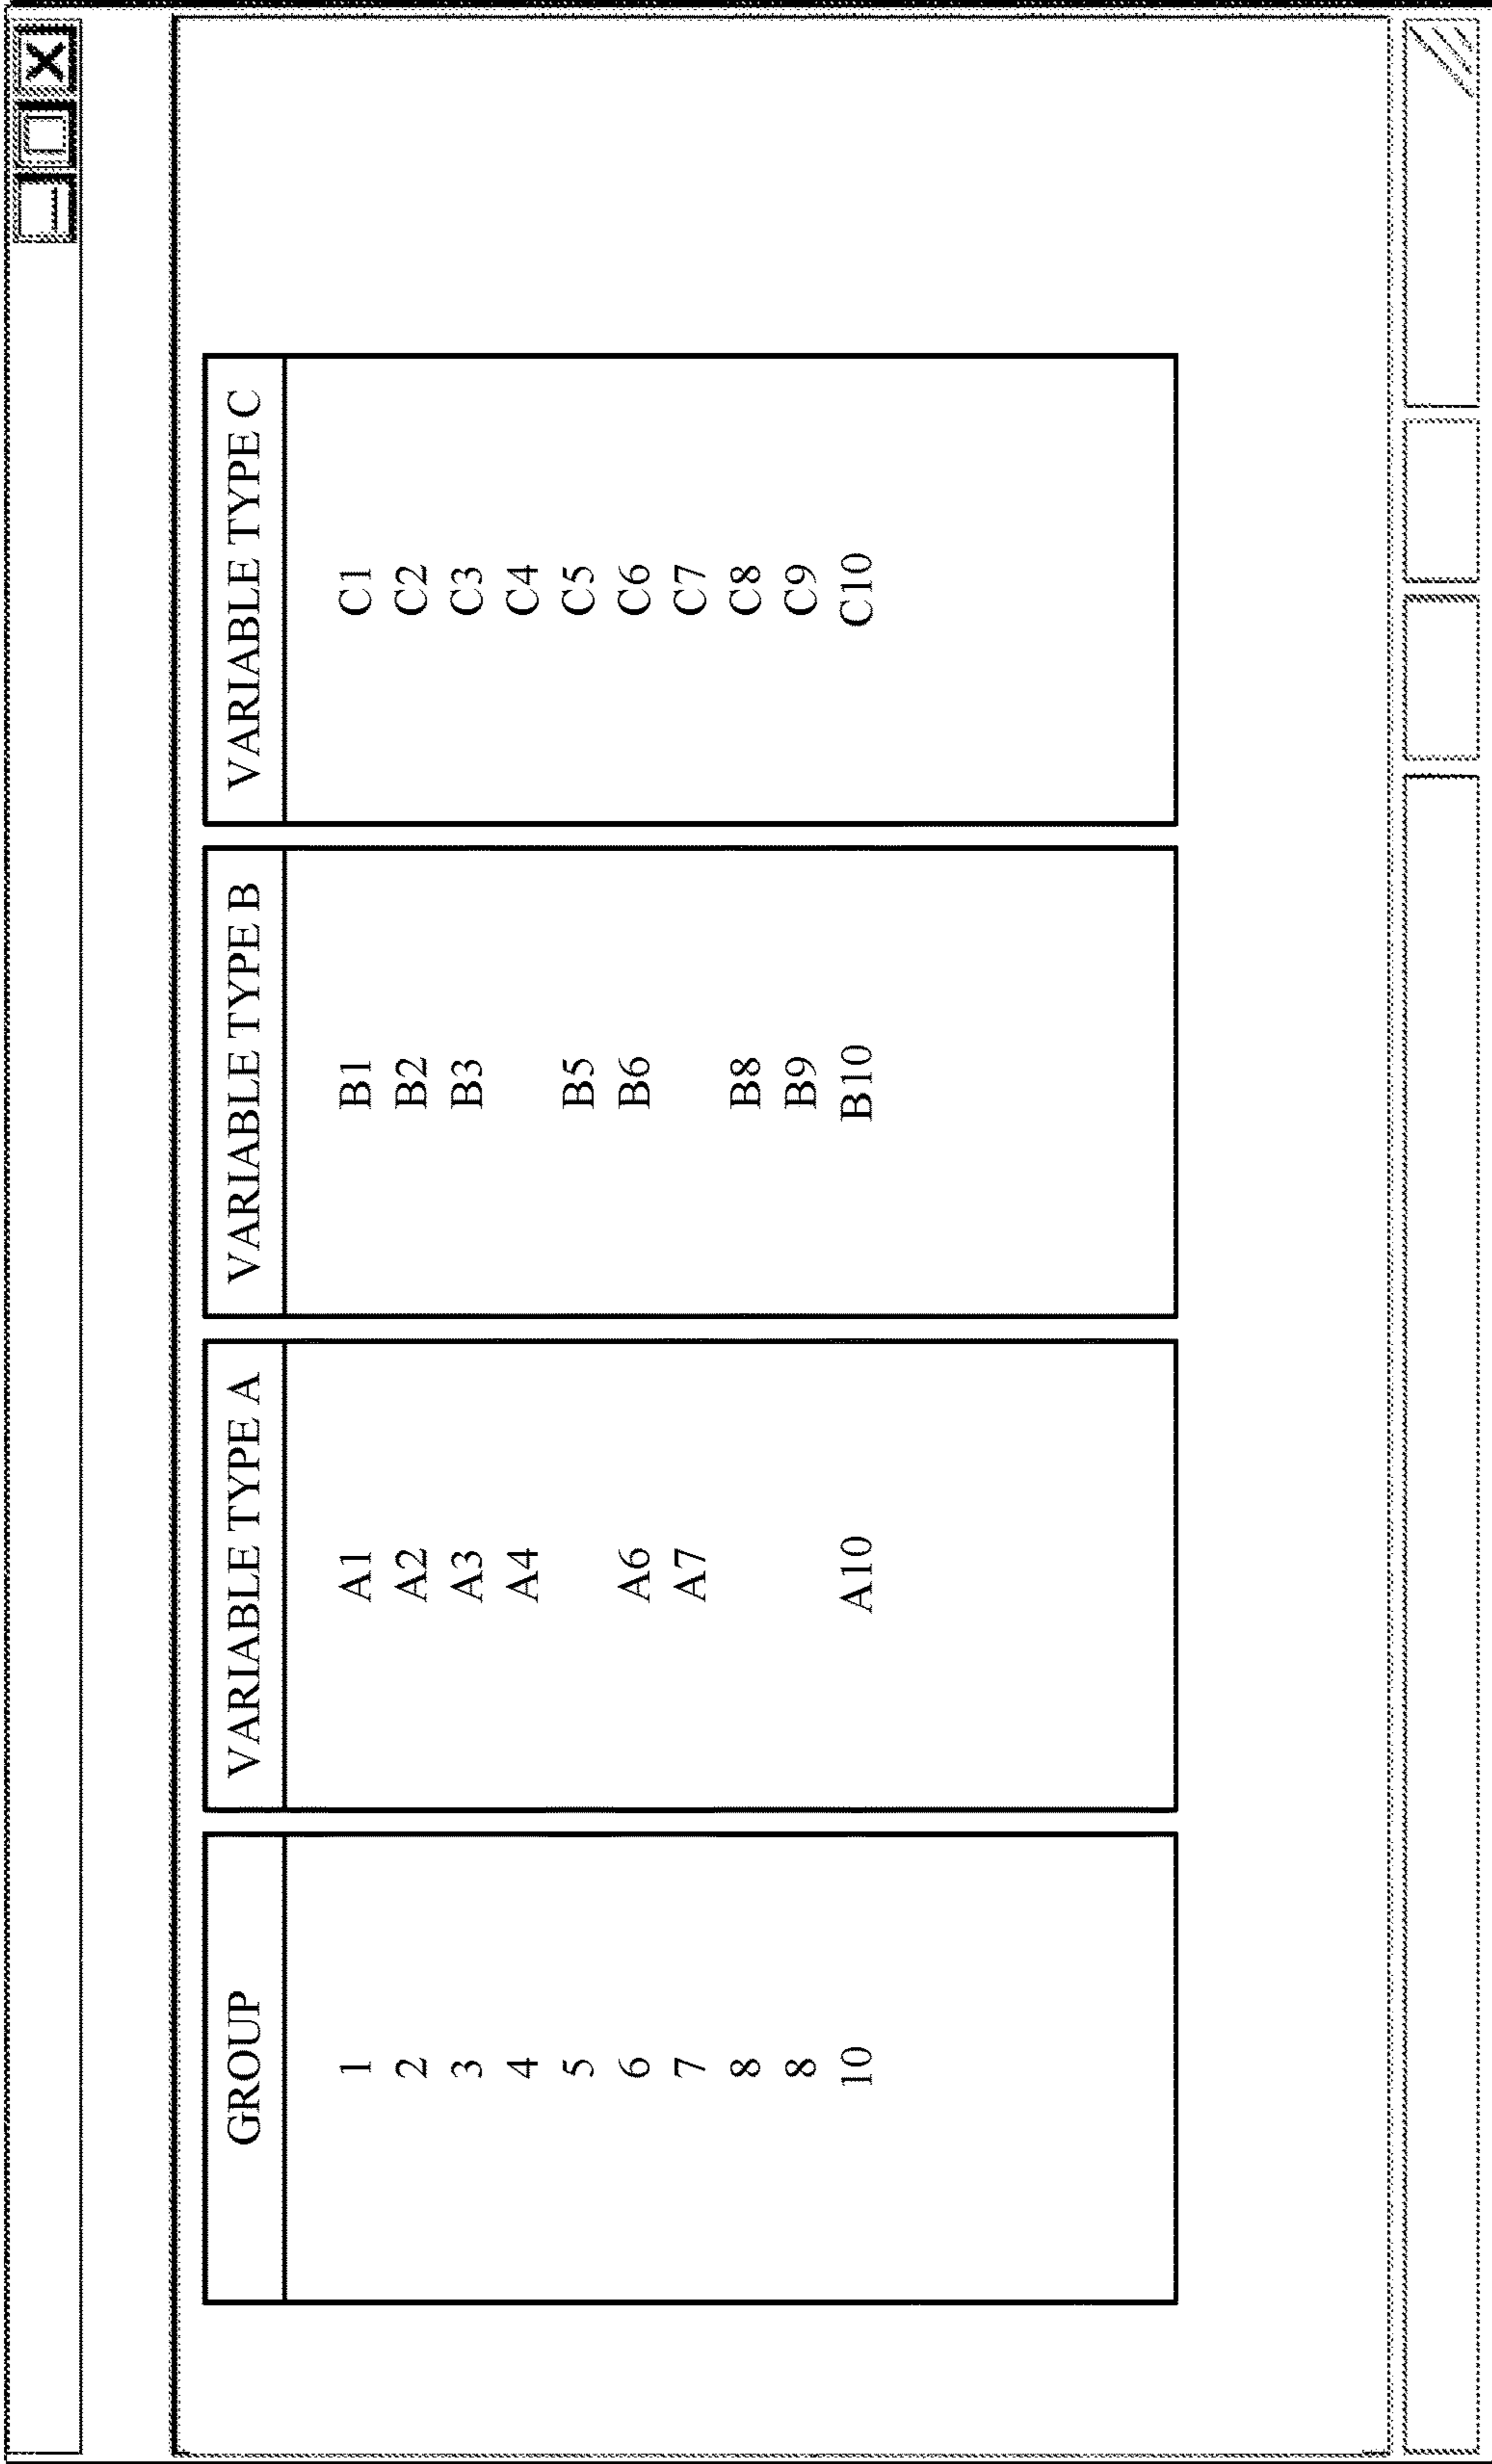 GROUP VARIABLE TYPE A VARIABLE TYPE B VARIABLE TYPE C
1 A1 B1 C1
2 A2 B2 C2
3 A3 B3 C3
4 A4 C4
5 B5 C5
6 A6 B6 C6
7 A7 C7
8 B8 C8
8 B9 C9
10 A10 B10 C10